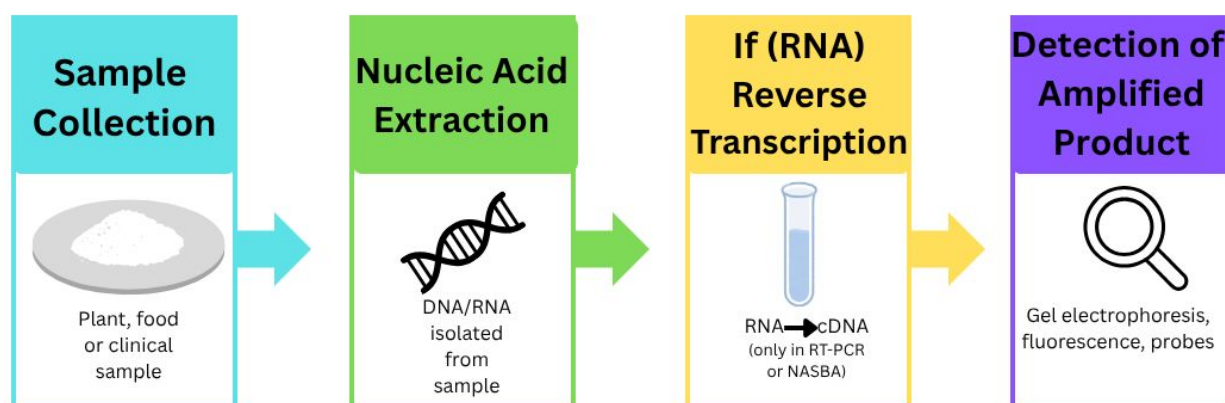 Sample
Collection
Plant, food
or clinical
sample
Nucleic Acid
Extraction
DNA/RNA
isolated
from
sample
If (RNA)
Reverse
Transcription
RNA cDNA
(only in RT-PCR
or NASBA)
Detection of
Amplified
Product
Gel electrophoresis,
fluorescence, probes